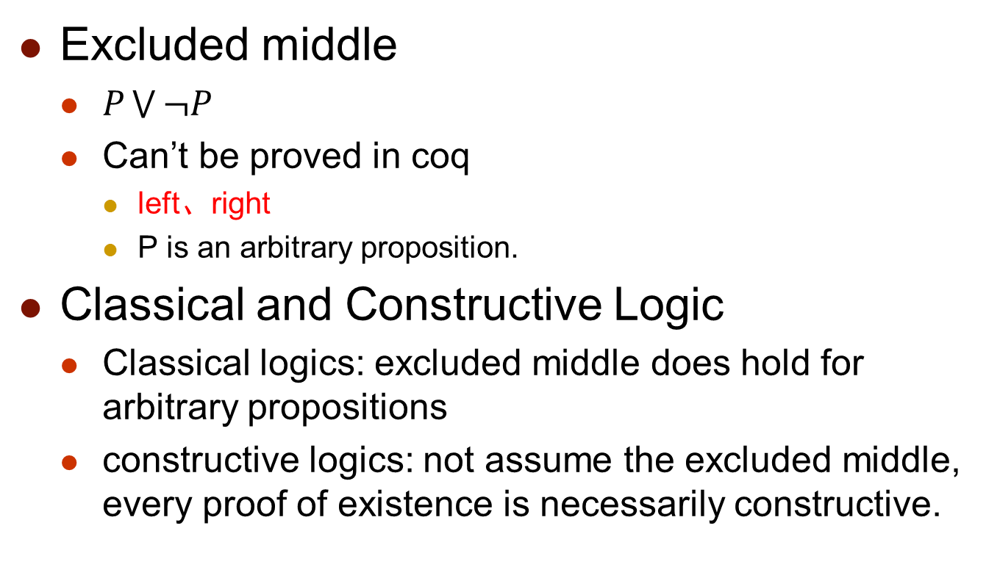 Excluded middle
P ∨ ¬P
Can’t be proved in coq
left、right
P is an arbitrary proposition.
Classical and Constructive Logic
Classical logics: excluded middle does hold for
arbitrary propositions
constructive logics: not assume the excluded middle,
every proof of existence is necessarily constructive.